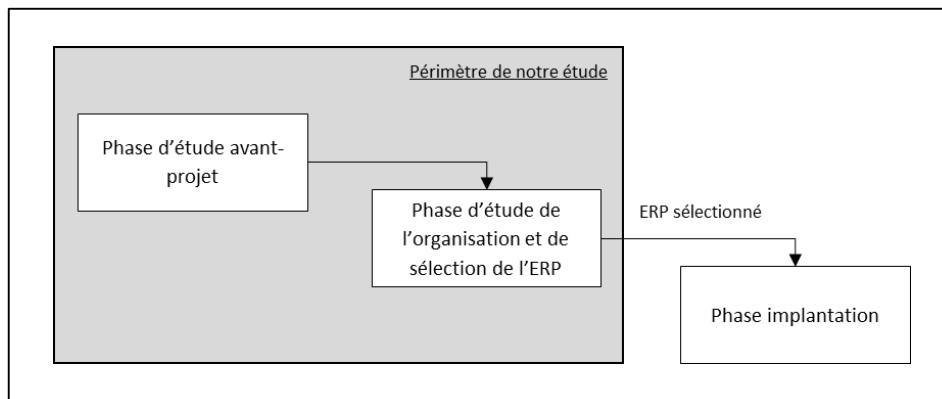 Périmètre de notre étude
Phase d’étude avant-
projet
Phase d’étude de
l’organisation et de
sélection de l’ERP
ERP sélectionné
Phase implantation